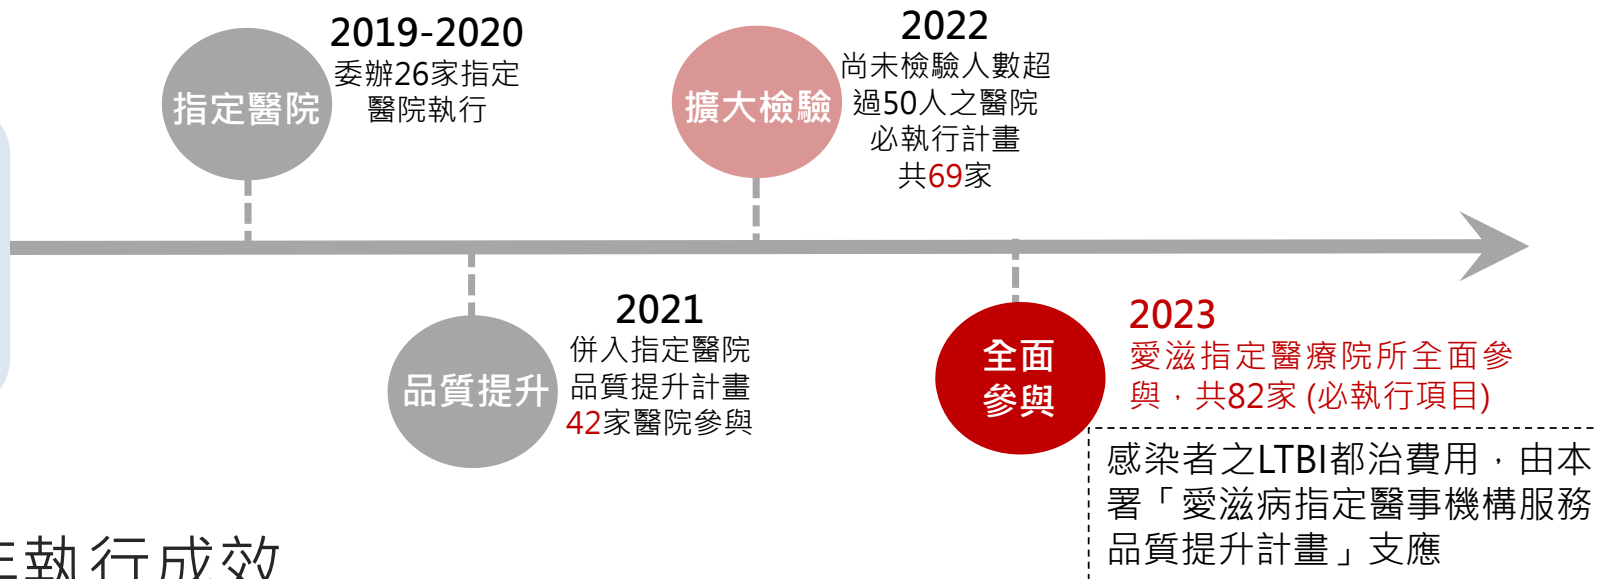 指定醫院
2019-2020
委辦26家指定
醫院執行
擴大檢驗
2022
尚未檢驗人數超
過50人之醫院
必執行計畫
共69家
品質提升
2021
併入指定醫院
品質提升計畫
42家醫院參與
全面
參與
2023
愛滋指定醫療院所全面參
與，共82家 (必執行項目)
感染者之LTBI都治費用，由本
署「愛滋病指定醫事機構服務
品質提升計畫」支應
年執行成效